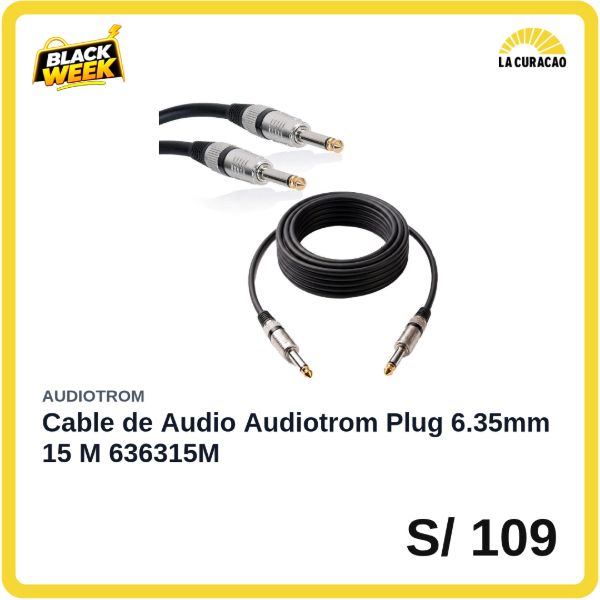 BLACK
WEEK
LA CURACAO
AUDIOTROM
Cable de Audio Audiotrom Plug 6.35mm
15 M 636315M
S/ 109